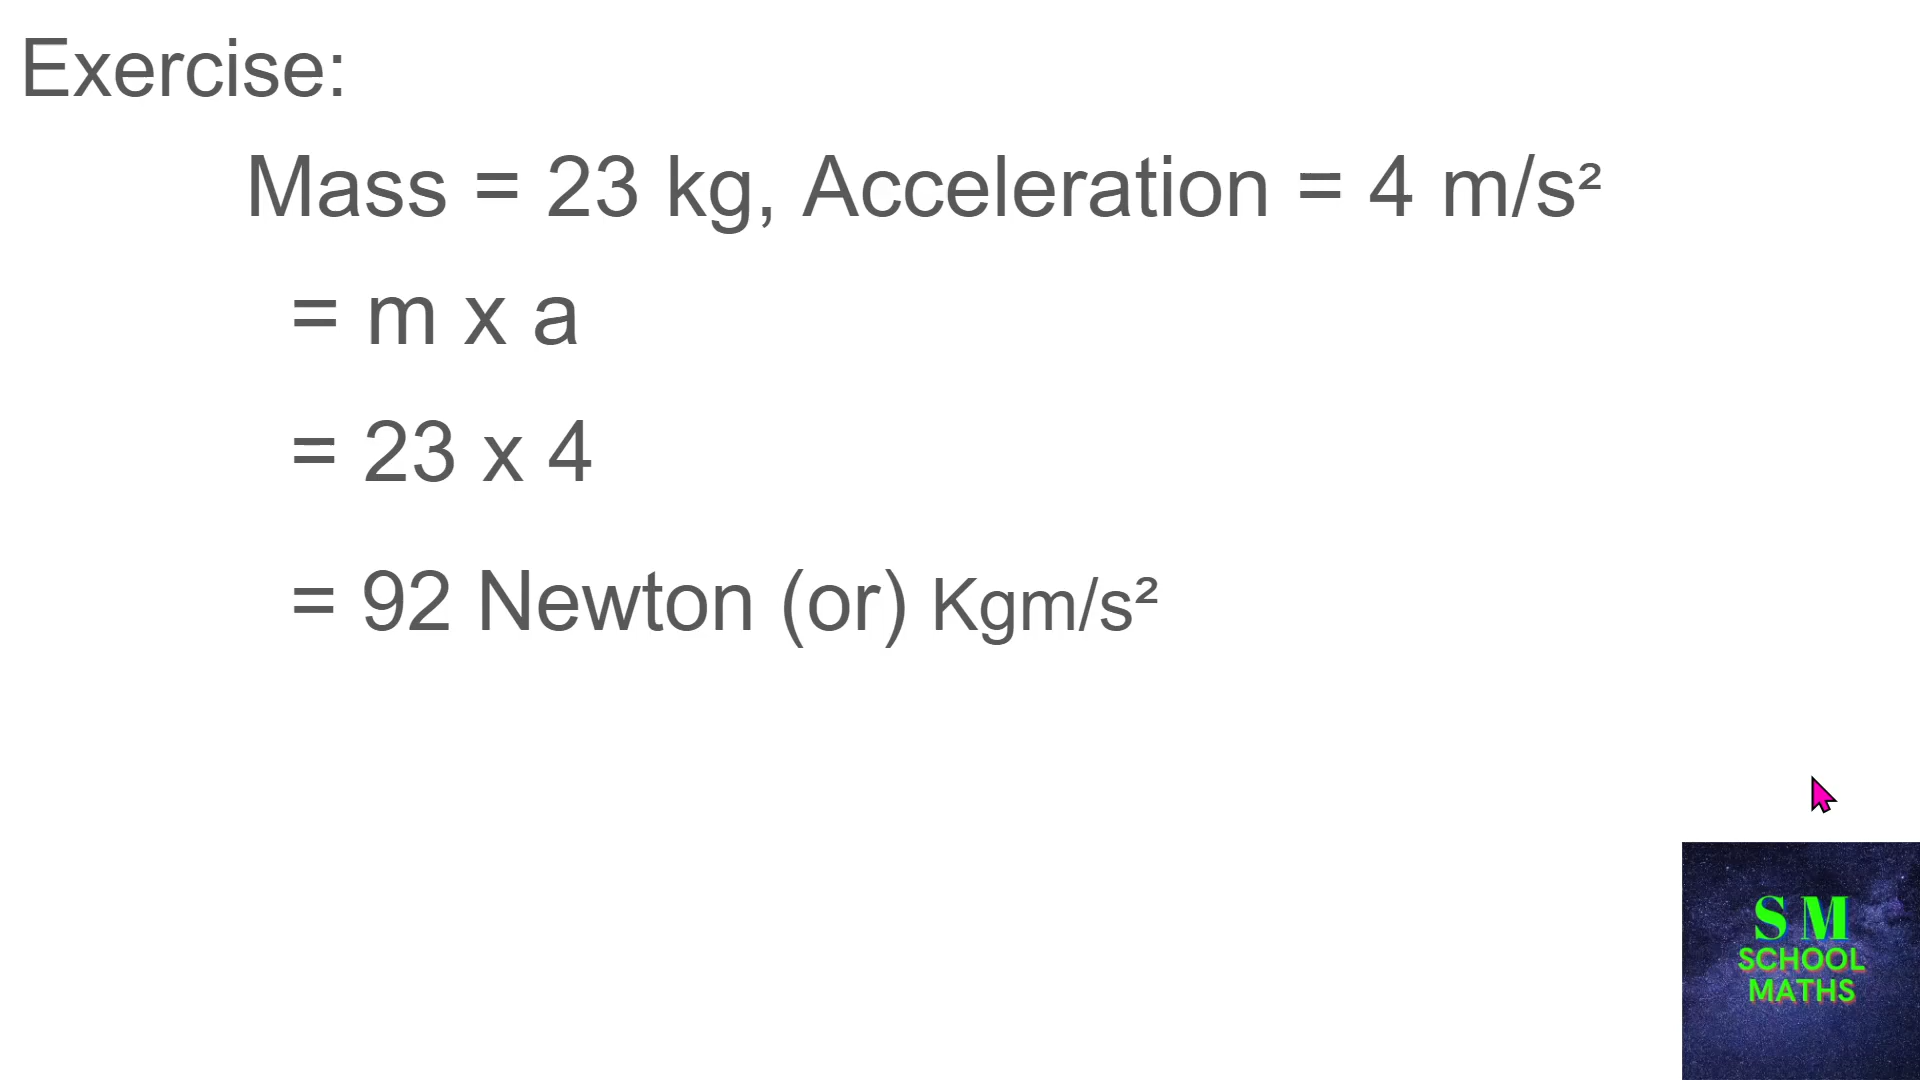 Exercise:
Mass = 23 kg, Acceleration = 4 m/s²
= m x a
= 23 x 4
= 92 Newton (or) Kgm/s²
S M
SCHOOL
MATHS